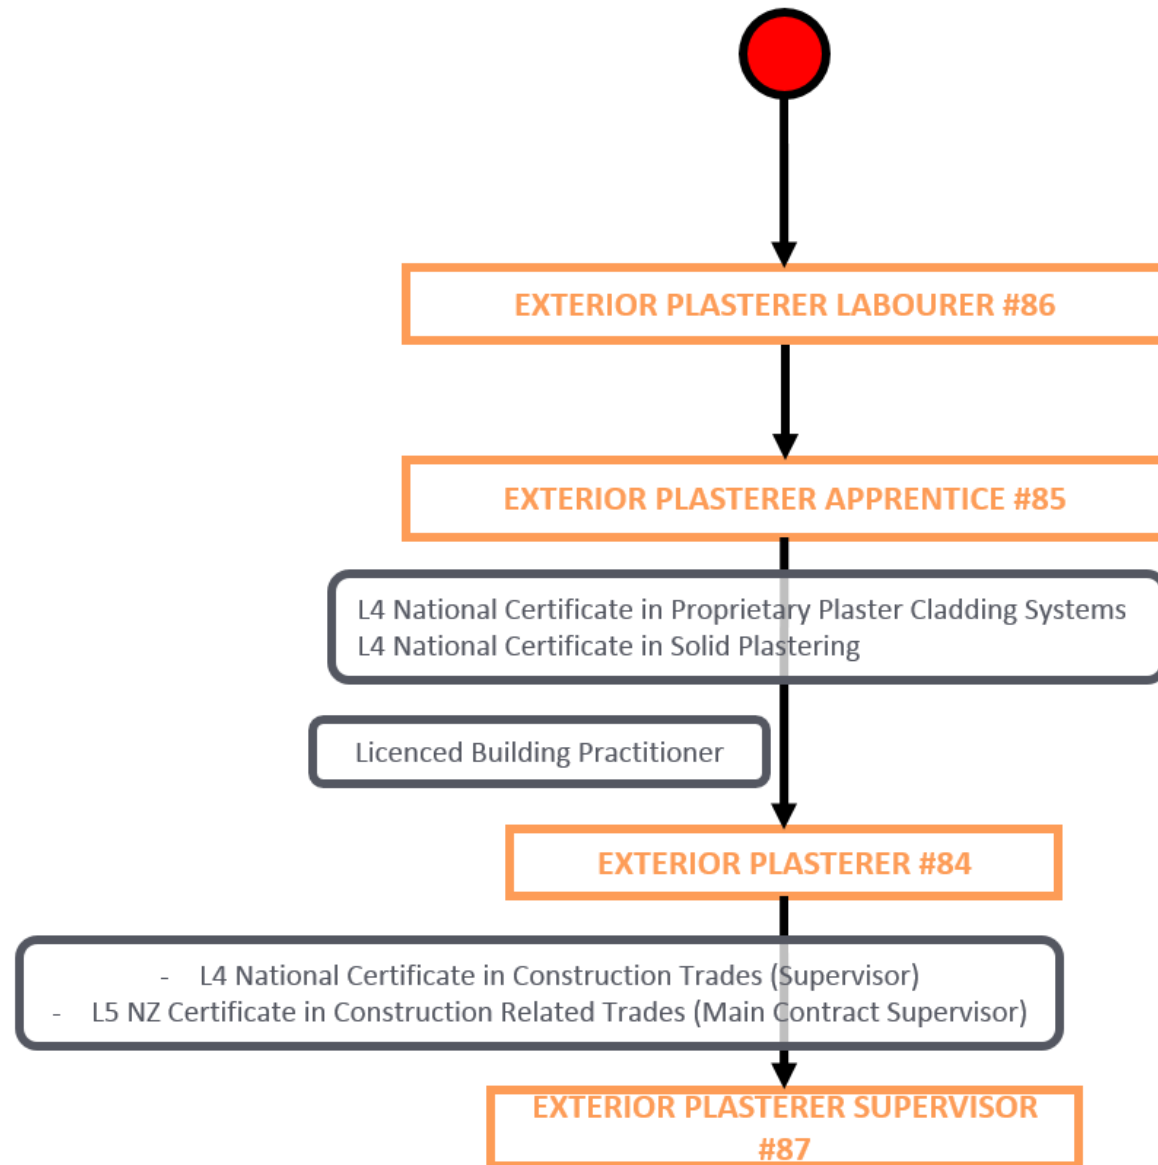 EXTERIOR PLASTERER LABOURER #86
EXTERIOR PLASTERER APPRENTICE #85
L4 National Certificate in Proprietary Plaster Cladding Systems
L4 National Certificate in Solid Plastering
Licenced Building Practitioner
EXTERIOR PLASTERER #84
- L4 National Certificate in Construction Trades (Supervisor)
- L5 NZ Certificate in Construction Related Trades (Main Contract Supervisor)
EXTERIOR PLASTERER SUPERVISOR
#87